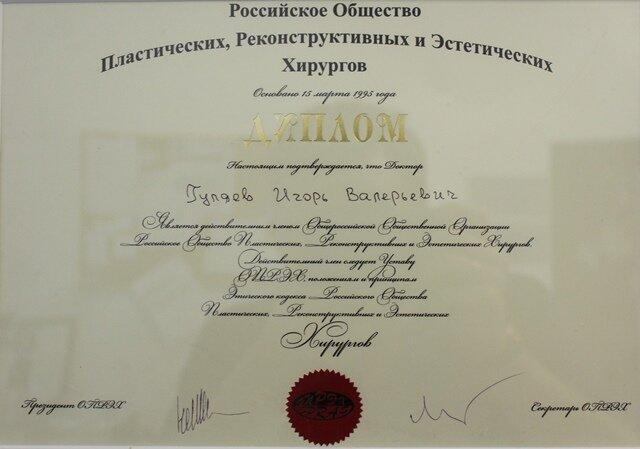 Российское Общество
Пластических, Реконструктивных и Эстетических
Хирургов
Основано 15 марта 1995 года
ДИПЛОМ
Настоящим подтверждается, что Доктор
Гуляев Игорь Валерьевич
Является действительным членом Общероссийской Общественной Организации
Российское Общество Пластических, Реконструктивных и Эстетических Хирургов.
Действительный член следует Уставу
ОПРЭХ, положениям и принципам
Этического кодекса Российского Общества
Пластических, Реконструктивных и Эстетических
Хирургов
Президент ОПРЭХ
Секретарь ОПРЭХ